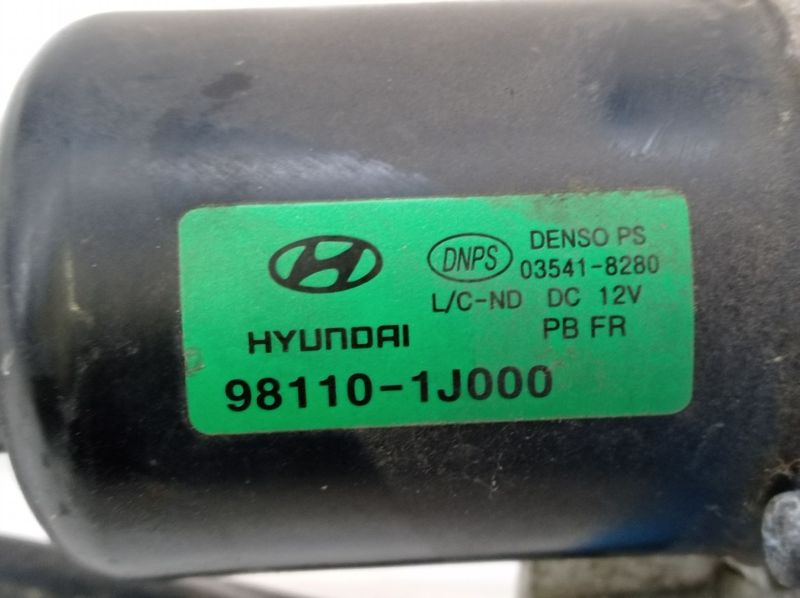 HYUNDAI
98110-1J000
DNPS
DENSO PS
03541-8280
L/C-ND DC 12V
PB FR